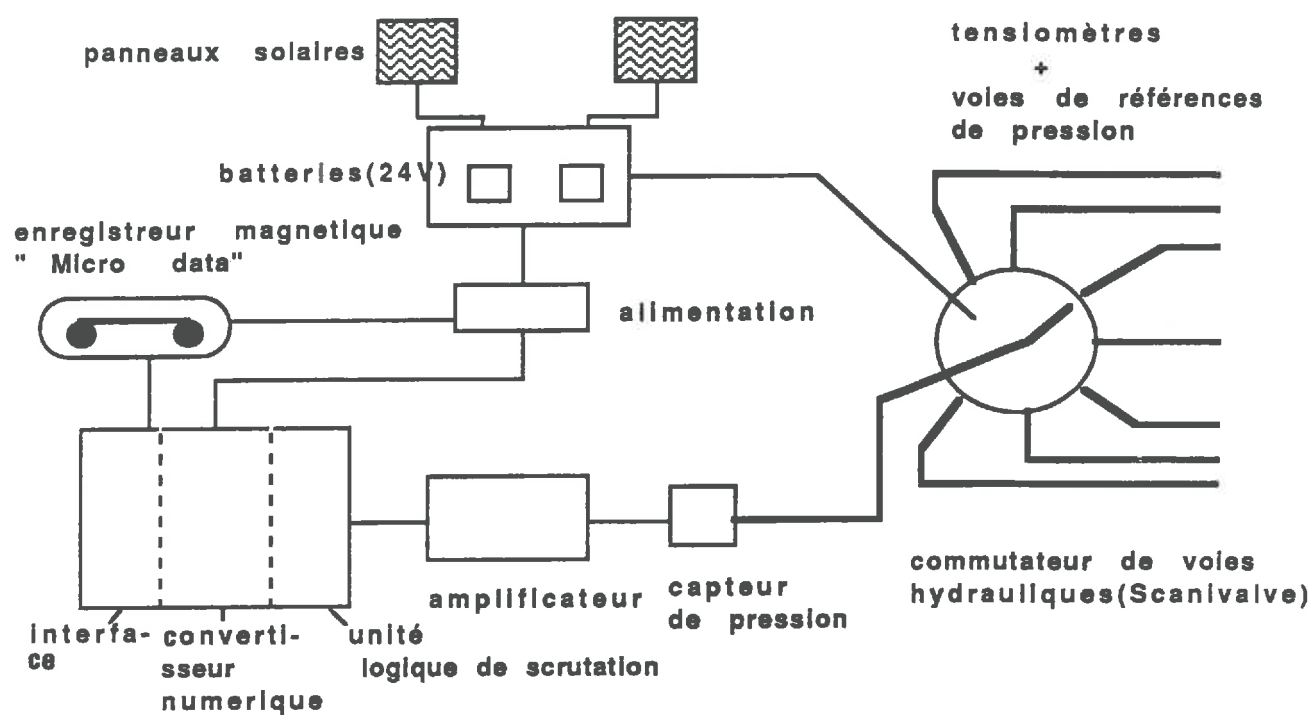 panneaux solaires
tensiomètres
+
voies de références
de pression
batteries(24V)
enregistreur magnetique
" Micro data"
alimentation
commutateur de voies
hydrauliques(Scanivalve)
capteur
de pression
amplificateur
interfa-
ce
converti-
sseur
numerique
unité
logique de scrutation